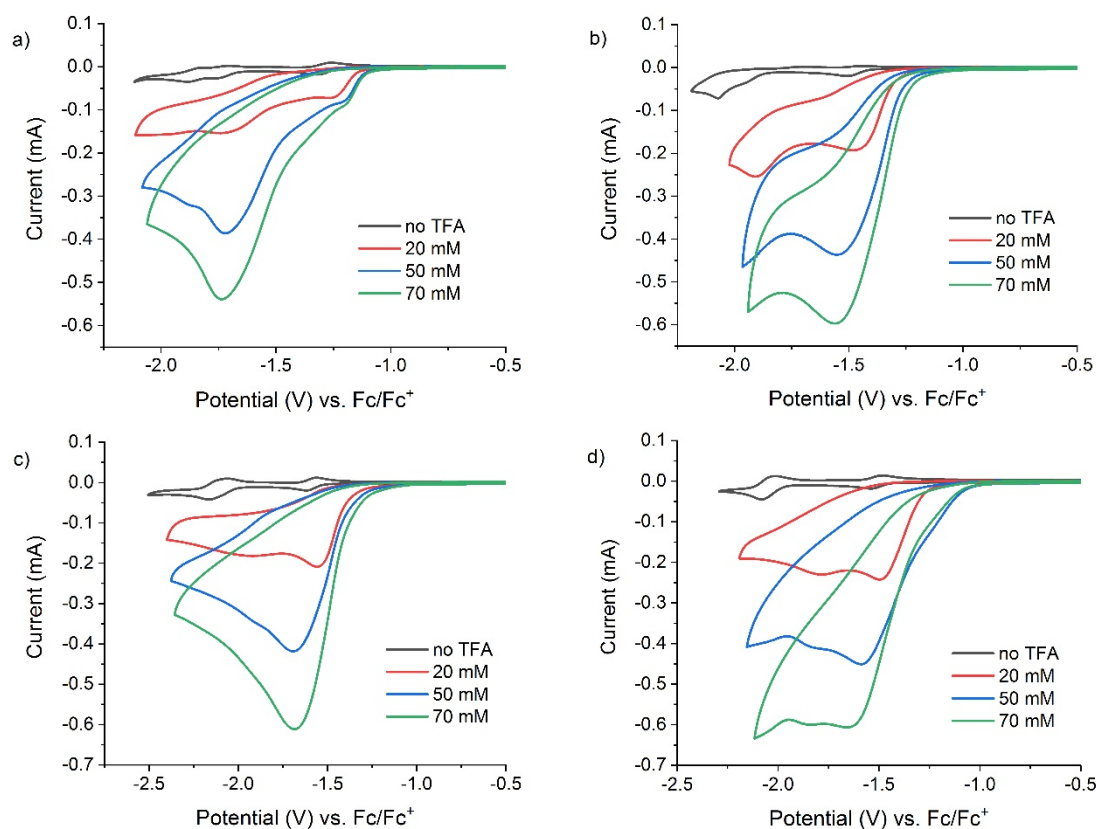 a)
0.1
0.0
-0.1
-0.2
-0.3
-0.4
-0.5
-0.6
Current (mA)
no TFA
20 mM
50 mM
70 mM
-2.0
-1.5
-1.0
-0.5
Potential (V) vs. Fc/Fc⁺
b)
0.1
0.0
-0.1
-0.2
-0.3
-0.4
-0.5
-0.6
Current (mA)
no TFA
20 mM
50 mM
70 mM
-2.0
-1.5
-1.0
-0.5
Potential (V) vs. Fc/Fc⁺
c)
0.1
0.0
-0.1
-0.2
-0.3
-0.4
-0.5
-0.6
-0.7
Current (mA)
no TFA
20 mM
50 mM
70 mM
-2.5
-2.0
-1.5
-1.0
-0.5
Potential (V) vs. Fc/Fc⁺
d)
0.1
0.0
-0.1
-0.2
-0.3
-0.4
-0.5
-0.6
-0.7
Current (mA)
no TFA
20 mM
50 mM
70 mM
-2.5
-2.0
-1.5
-1.0
-0.5
Potential (V) vs. Fc/Fc⁺